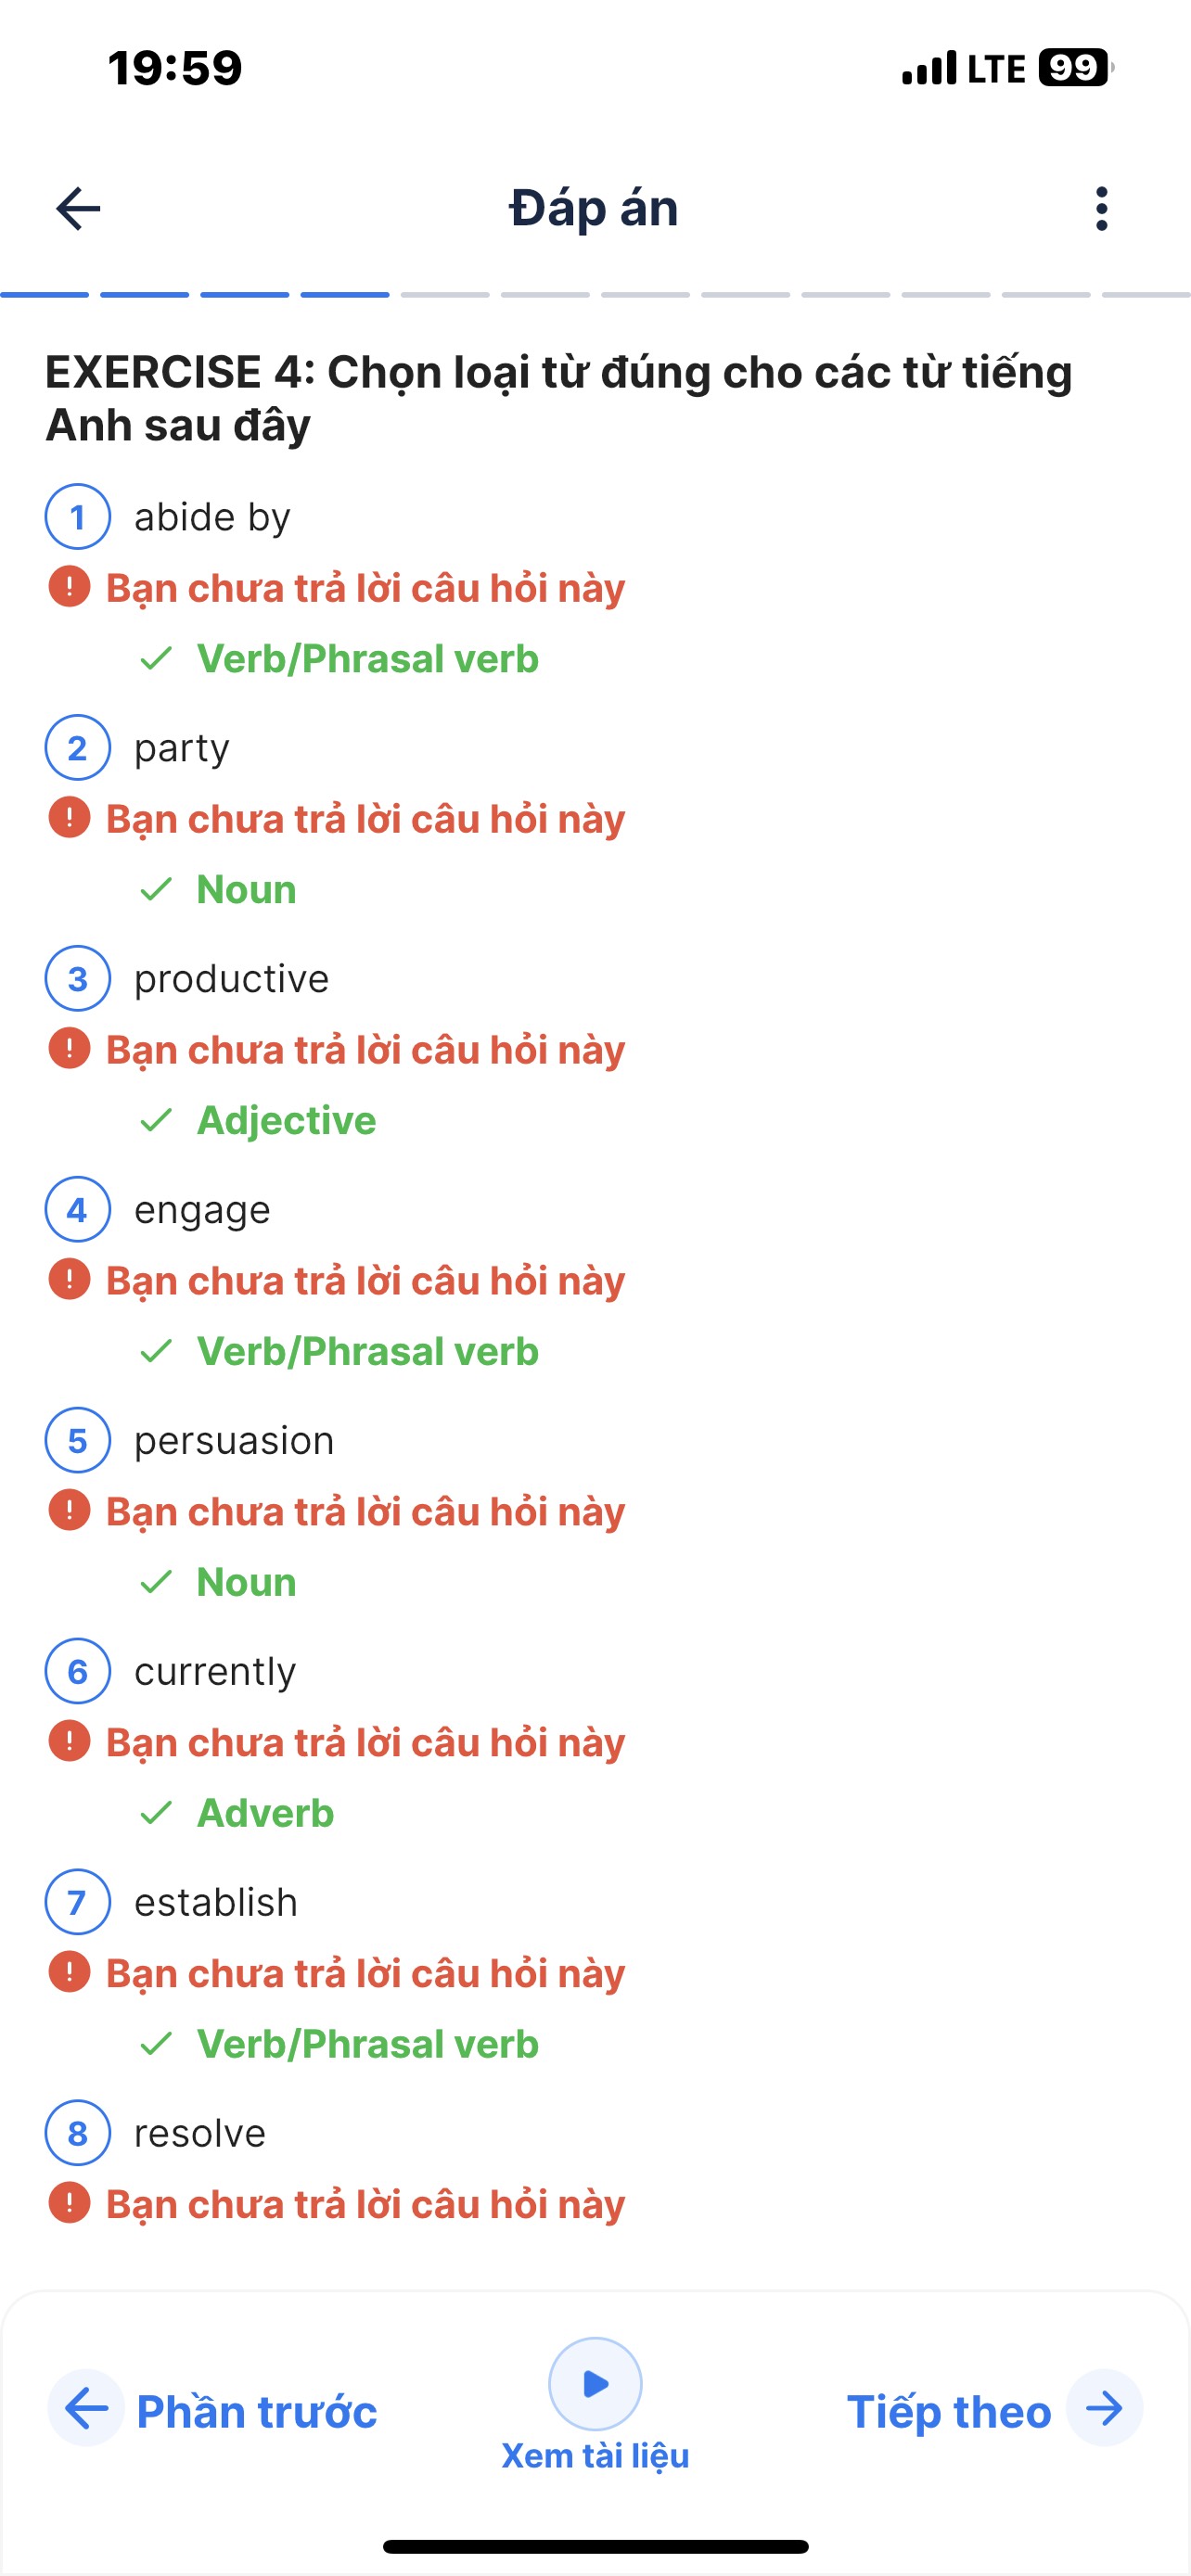 19:59
LTE 99
Đáp án
EXERCISE 4: Chọn loại từ đúng cho các từ tiếng
Anh sau đây
1 abide by
Bạn chưa trả lời câu hỏi này
Verb/Phrasal verb
2 party
Bạn chưa trả lời câu hỏi này
Noun
3 productive
Bạn chưa trả lời câu hỏi này
Adjective
4 engage
Bạn chưa trả lời câu hỏi này
Verb/Phrasal verb
5 persuasion
Bạn chưa trả lời câu hỏi này
Noun
6 currently
Bạn chưa trả lời câu hỏi này
Adverb
7 establish
Bạn chưa trả lời câu hỏi này
Verb/Phrasal verb
8 resolve
Bạn chưa trả lời câu hỏi này
Phần trước
Xem tài liệu
Tiếp theo